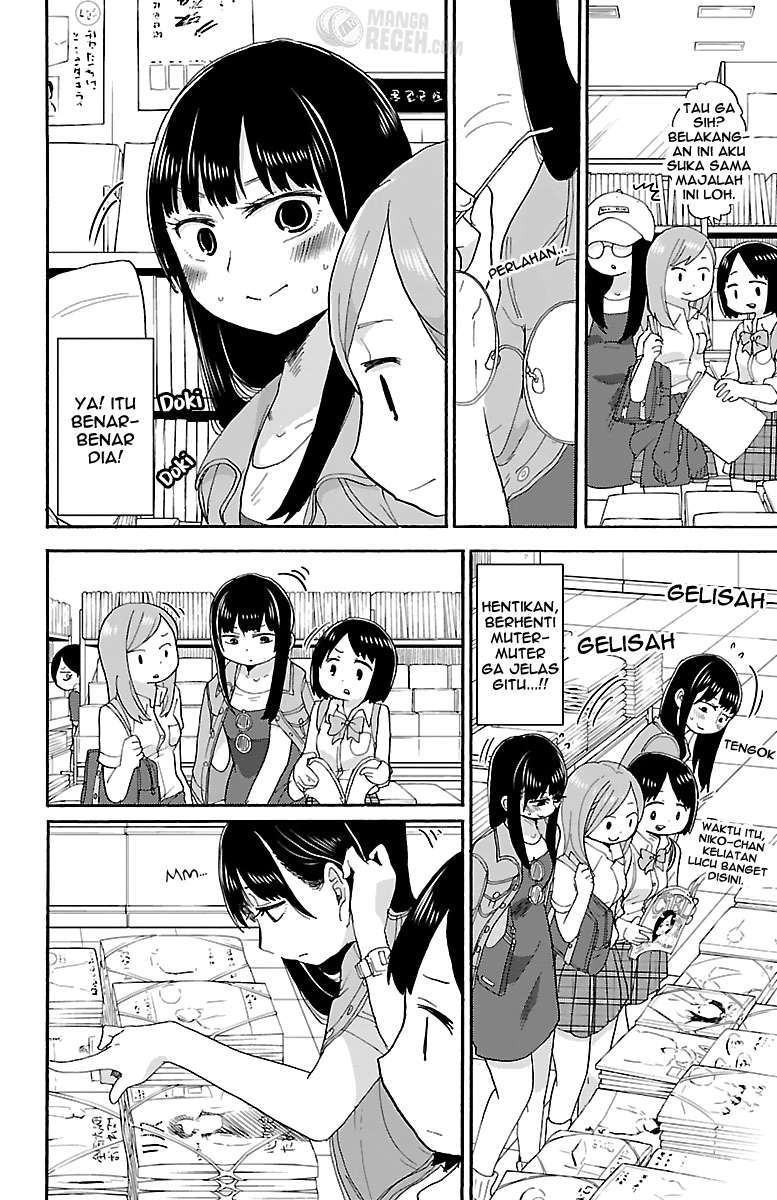 MANGA
RECEH.COM
TAU GA
SIH?
BELAKANG-
AN INI AKU
SUKA SAMA
MAJALAH
INI LOH.
PERLAHAN...
YA! ITU
BENAR-
BENAR
DIA!
Doki
Doki
HENTIKAN,
BERHENTI
MUTER-
MUTER
GA JELAS
GITU...!!
GELISAH
GELISAH
TENGOK
WAKTU ITU,
NIKO-CHAN
KELIATAN
LUCU BANGET
DISINI.
MM...